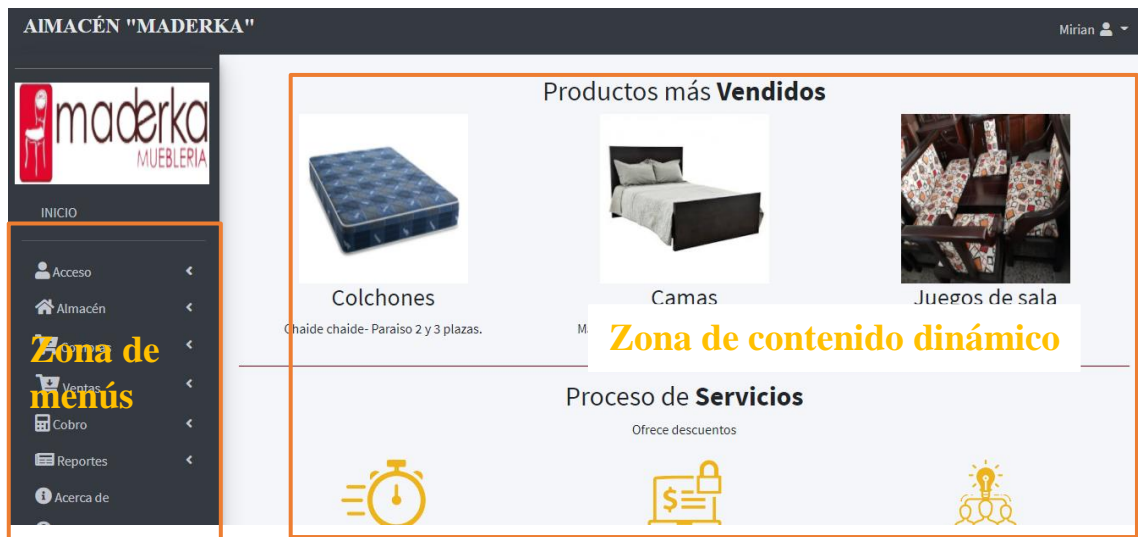 AlMACÉN "MADERKA"
Mirian
maderka
MUEBLERIA
INICIO
Acceso
Almacén
Ventas
Cobro
Reportes
Acerca de
Zona de
menús
Productos más Vendidos
Colchones
Camas
Juegos de sala
Chaide chaide- Paraiso 2 y 3 plazas.
Zona de contenido dinámico
Proceso de Servicios
Ofrece descuentos